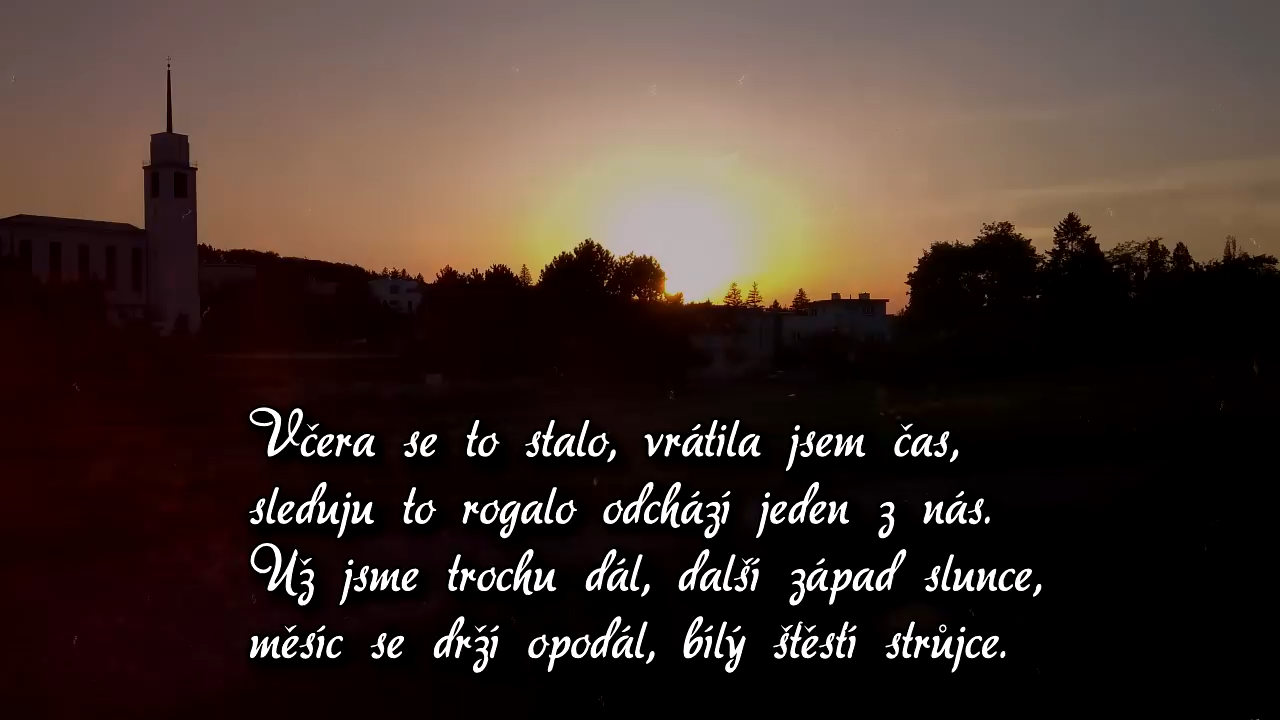 Včera se to stalo, vrátila jsem čas,
sleduju to rogalo odchází jeden z nás.
Už jsme trochu dál, další západ slunce,
měsíc se drží opodál, bílý štěstí strůjce.